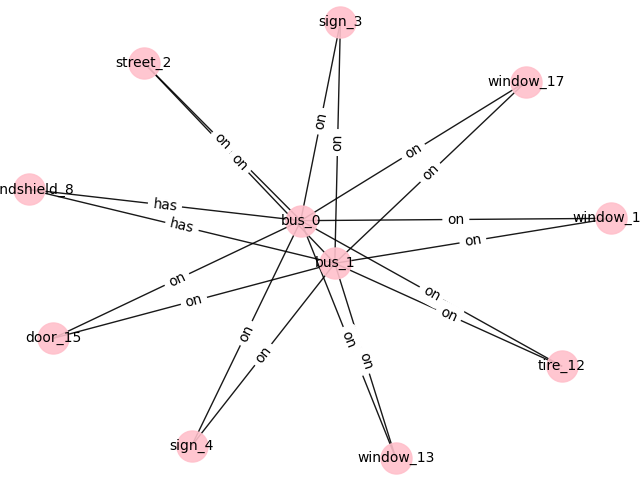 sign_3
street_2
window_17
on
on
on
on
on
on
ndshield_8
has
has
bus_0
on
window_1
on
bus_1
on
on
on
on
door_15
on
on
on
on
tire_12
sign_4
window_13